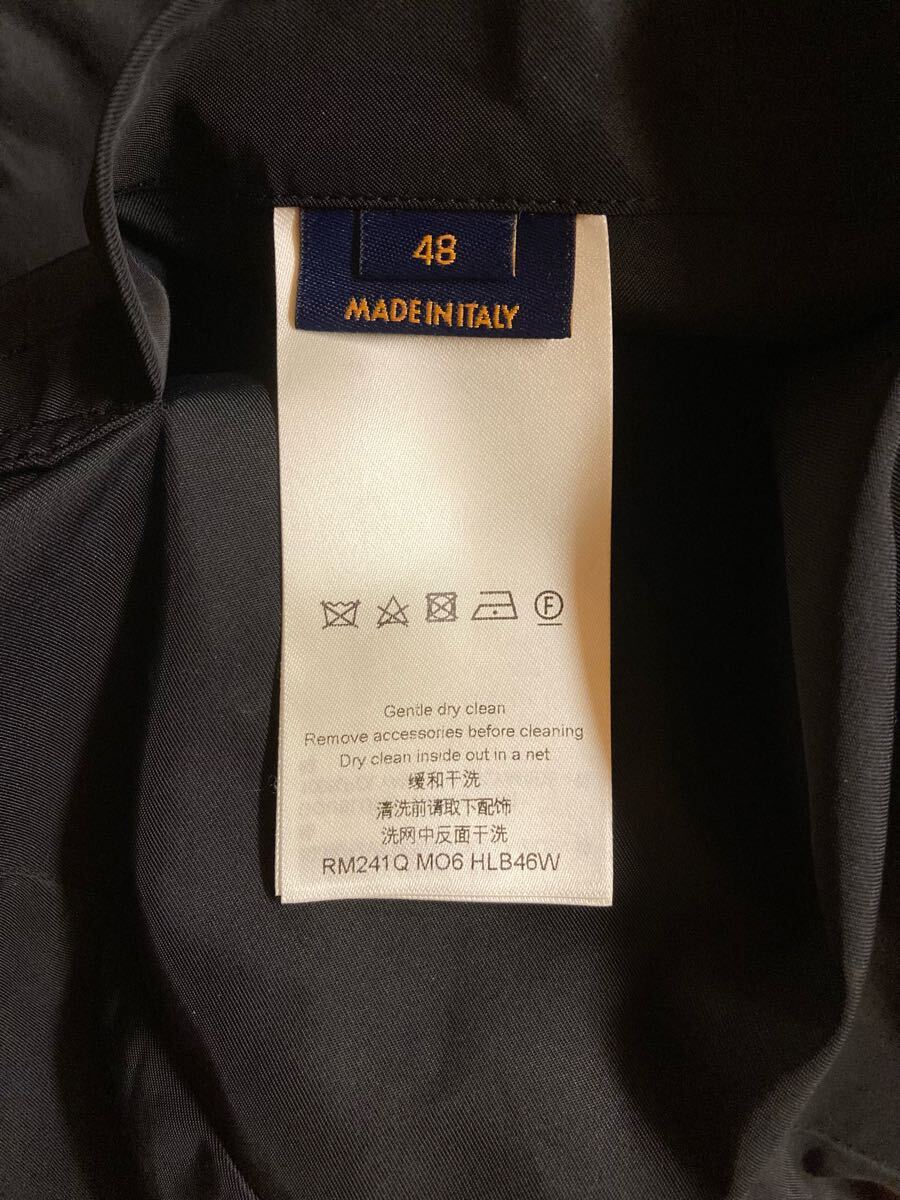 48
MADE IN ITALY
F
Gentle dry clean
Remove accessories before cleaning
Dry clean inside out in a net
缓和干洗
清洗前请取下配饰
洗网中反面干洗
RM241Q MO6 HLB46W